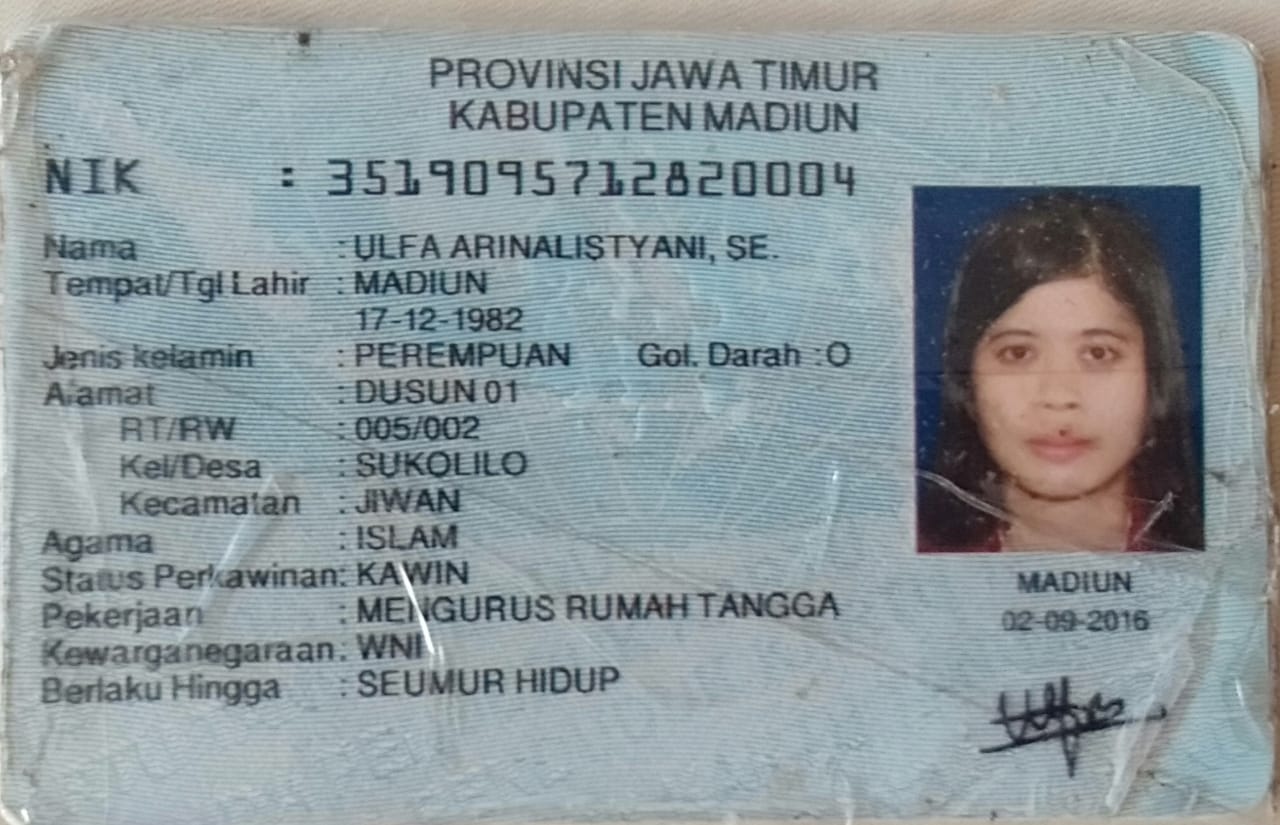 PROVINSI JAWA TIMUR
KABUPATEN MADIUN
NIK : 3519095712820004
Nama : ULFA ARINALISTYANI, SE.
Tempat/Tgl Lahir : MADIUN
17-12-1982
Jenis kelamin : PEREMPUAN Gol. Darah : O
Alamat : DUSUN 01
RT/RW : 005/002
Kel/Desa : SUKOLILO
Kecamatan : JIWAN
Agama : ISLAM
Status Perkawinan: KAWIN
Pekerjaan : MENGURUS RUMAH TANGGA
Kewarganegaraan: WNI
Berlaku Hingga : SEUMUR HIDUP
MADIUN
02-09-2016